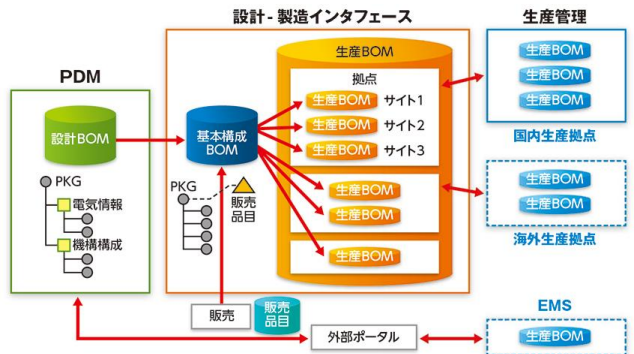 設計-製造インタフェース
生産管理
PDM
設計BOM
PKG
電気情報
機構構成
基本構成
BOM
PKG
販売
品目
生産BOM
拠点
生産BOM サイト1
生産BOM サイト2
生産BOM サイト3
生産BOM
生産BOM
生産BOM
生産BOM
生産BOM
生産BOM
国内生産拠点
生産BOM
生産BOM
海外生産拠点
販売
販売
品目
外部ポータル
EMS
生産BOM